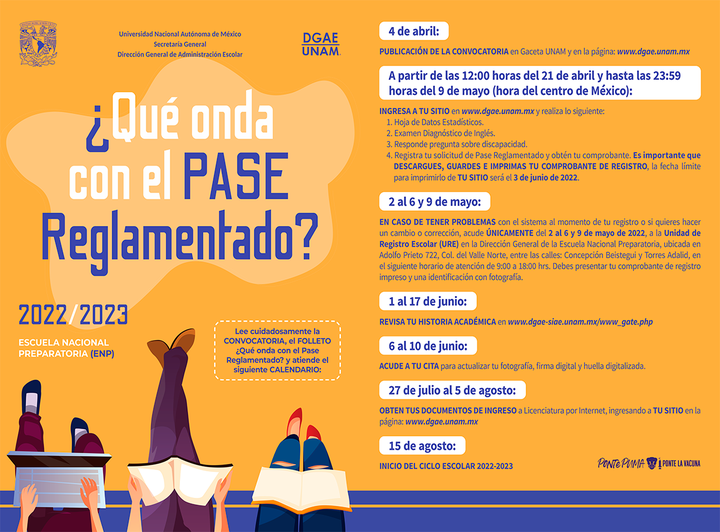 Universidad Nacional Autónoma de México
Secretaría General
Dirección General de Administración Escolar
DGAE
UNAM
¿Qué onda
con el PASE
Reglamentado?
2022/2023
ESCUELA NACIONAL
PREPARATORIA (ENP)
Lee cuidadosamente la
CONVOCATORIA, el FOLLETO
¿Qué onda con el Pase
Reglamentado? y atiende el
siguiente CALENDARIO:
4 de abril:
PUBLICACIÓN DE LA CONVOCATORIA en Gaceta UNAM y en la página: www.dgae.unam.mx
A partir de las 12:00 horas del 21 de abril y hasta las 23:59
horas del 9 de mayo (hora del centro de México):
INGRESA A TU SITIO en www.dgae.unam.mx y realiza lo siguiente:
1. Hoja de Datos Estadísticos.
2. Examen Diagnóstico de Inglés.
3. Responde pregunta sobre discapacidad.
4. Registra tu solicitud de Pase Reglamentado y obtén tu comprobante. Es importante que
DESCARGUES, GUARDES E IMPRIMAS TU COMPROBANTE DE REGISTRO, la fecha límite
para imprimirlo de TU SITIO será el 3 de junio de 2022.
2 al 6 y 9 de mayo:
EN CASO DE TENER PROBLEMAS con el sistema al momento de tu registro o si quieres hacer
un cambio o corrección, acude ÚNICAMENTE del 2 al 6 y 9 de mayo de 2022, a la Unidad de
Registro Escolar (URE) en la Dirección General de la Escuela Nacional Preparatoria, ubicada en
Adolfo Prieto 722, Col. del Valle Norte, entre las calles: Concepción Beistegui y Torres Adalid, en
el siguiente horario de atención de 9:00 a 18:00 hrs. Debes presentar tu comprobante de registro
impreso y una identificación con fotografía.
1 al 17 de junio:
REVISA TU HISTORIA ACADÉMICA en www.dgae-siae.unam.mx/www_gate.php
6 al 10 de junio:
ACUDE A TU CITA para actualizar tu fotografía, firma digital y huella digitalizada.
27 de julio al 5 de agosto:
OBTEN TUS DOCUMENTOS DE INGRESO a Licenciatura por Internet, ingresando a TU SITIO en la
página: www.dgae.unam.mx
15 de agosto:
INICIO DEL CICLO ESCOLAR 2022-2023
PONTE PUMA PONTE LA VACUNA